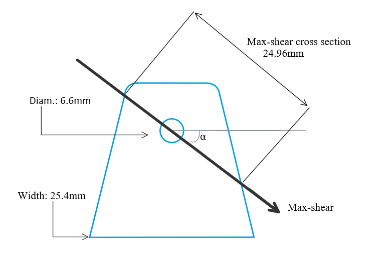 Max-shear cross section
24.96mm
Diam.: 6.6mm
α
Width: 25.4mm
Max-shear